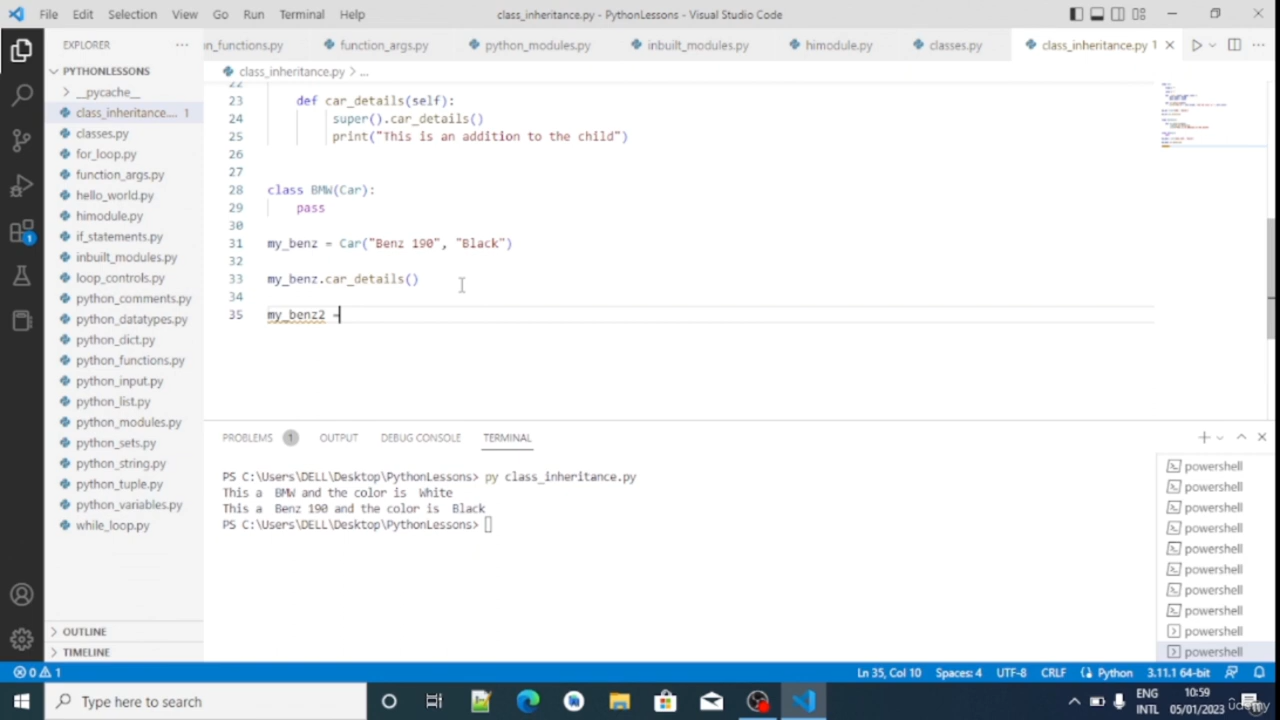 File Edit Selection View Go Run Terminal Help
class_inheritance.py - PythonLessons - Visual Studio Code
EXPLORER
n_functions.py function_args.py python_modules.py inbuilt_modules.py himodule.py classes.py class_inheritance.py 1
PYTHONLESSONS
class_inheritance.py > ...
__pycache__
class_inheritance.... 1
classes.py
for_loop.py
function_args.py
hello_world.py
himodule.py
if_statements.py
inbuilt_modules.py
loop_controls.py
python_comments.py
python_datatypes.py
python_dict.py
python_functions.py
python_input.py
python_list.py
python_modules.py
python_sets.py
python_string.py
python_tuple.py
python_variables.py
while_loop.py
OUTLINE
TIMELINE
22
23 def car_details(self):
24 super().car_details()
25 print("This is an addition to the child")
26
27
28 class BMW(Car):
29 pass
30
31 my_benz = Car("Benz 190", "Black")
32
33 my_benz.car_details()
34
35 my_benz2 =
PROBLEMS 1 OUTPUT DEBUG CONSOLE TERMINAL
PS C:\Users\DELL\Desktop\PythonLessons> py class_inheritance.py
This a  BMW and the color is  White
This a  Benz 190 and the color is  Black
PS C:\Users\DELL\Desktop\PythonLessons>
powershell
powershell
powershell
powershell
powershell
powershell
powershell
powershell
powershell
powershell
0 1 Ln 35, Col 10 Spaces: 4 UTF-8 CRLF Python 3.11.1 64-bit
Type here to search
ENG
INTL
10:59
05/01/2023
udemy